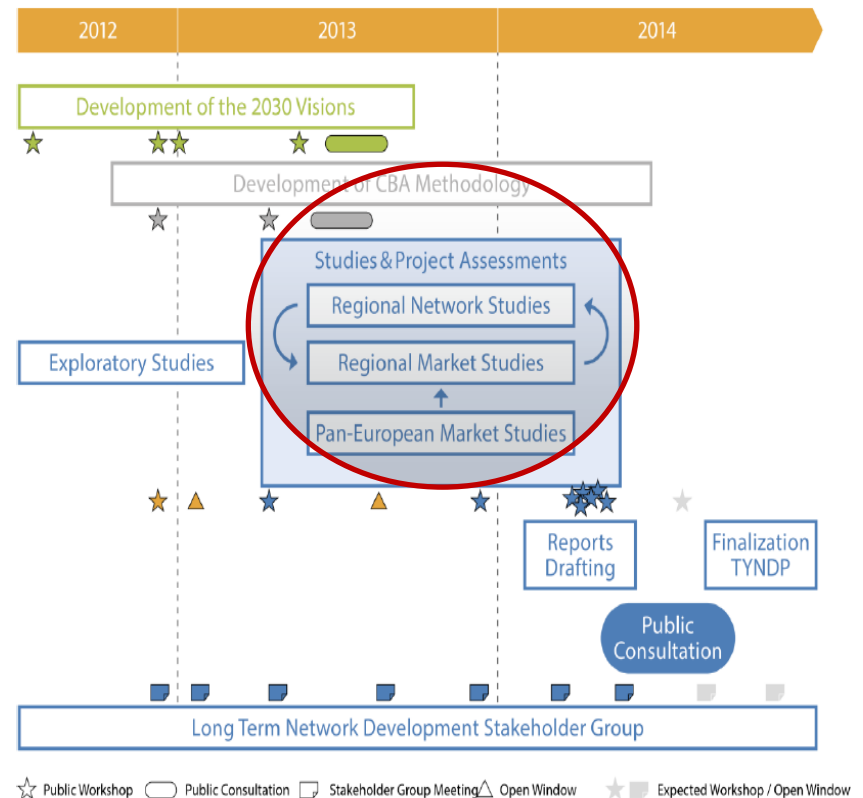 2012 2013 2014
Development of the 2030 Visions
Development of CBA Methodology
Studies & Project Assessments
Regional Network Studies
Exploratory Studies
Regional Market Studies
Pan-European Market Studies
Reports
Drafting
Finalization
TYNDP
Public
Consultation
Long Term Network Development Stakeholder Group
Public Workshop Public Consultation Stakeholder Group Meeting Open Window Expected Workshop / Open Window